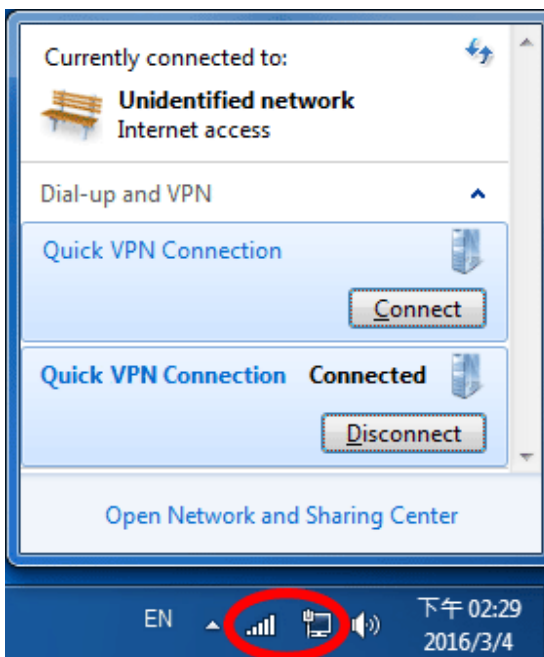 Currently connected to:
Unidentified network
Internet access
Dial-up and VPN
Quick VPN Connection
Connect
Quick VPN Connection Connected
Disconnect
Open Network and Sharing Center
EN
下午 02:29
2016/3/4